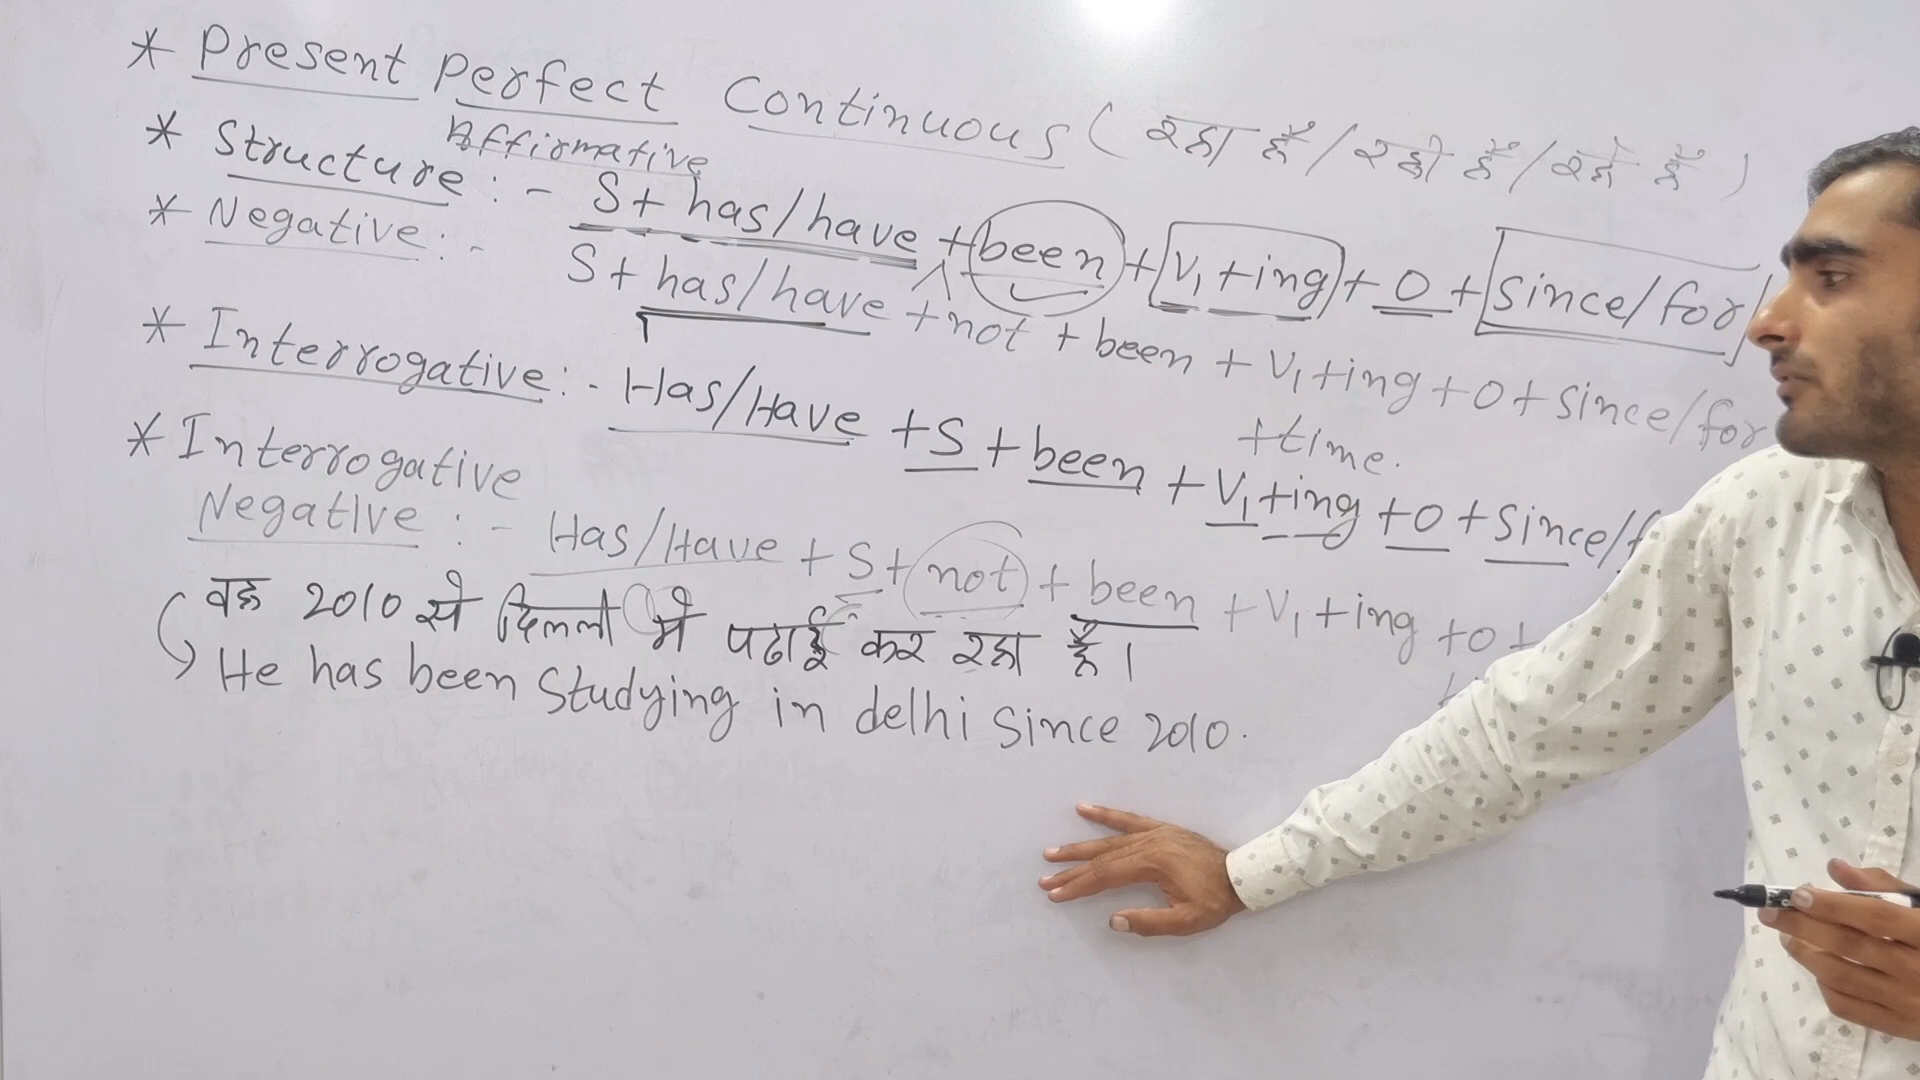 * Present Perfect Continuous ( रहा है / रही है / रहे हैं )
Affirmative
* Structure :- S + has/have + been + V1 + ing + O + Since/for
* Negative :- S + has/have + not + been + V1 + ing + O + Since/for
+ time.
* Interrogative :- Has/Have + S + been + V1 + ing + O + Since/
* Interrogative
Negative :- Has/Have + S + not + been + V1 + ing + O +
वह 2010 से दिल्ली में पढाई कर रहा है।
He has been Studying in delhi Since 2010.